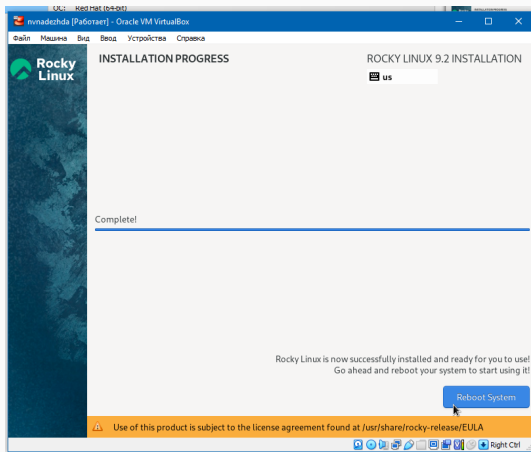 ОС: Red Hat (64-bit)
nvnadezhda [Работает] - Oracle VM VirtualBox
Файл Машина Вид Ввод Устройства Справка
Rocky Linux
INSTALLATION PROGRESS
ROCKY LINUX 9.2 INSTALLATION
us
Complete!
Rocky Linux is now successfully installed and ready for you to use!
Go ahead and reboot your system to start using it!
Reboot System
Use of this product is subject to the license agreement found at /usr/share/rocky-release/EULA
Right Ctrl